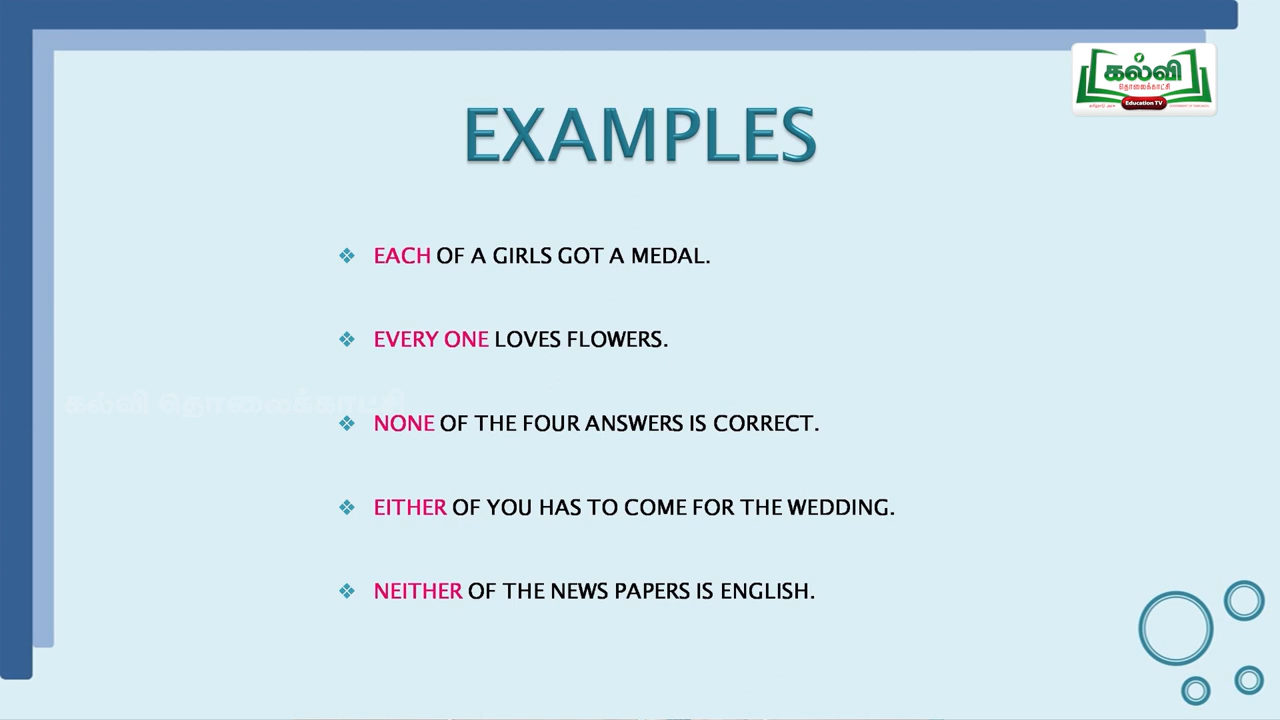 கல்வி
தொலைக்காட்சி
Education TV
EXAMPLES
EACH OF A GIRLS GOT A MEDAL.
EVERY ONE LOVES FLOWERS.
கல்வி தொலைக்காட்சி
NONE OF THE FOUR ANSWERS IS CORRECT.
EITHER OF YOU HAS TO COME FOR THE WEDDING.
NEITHER OF THE NEWS PAPERS IS ENGLISH.